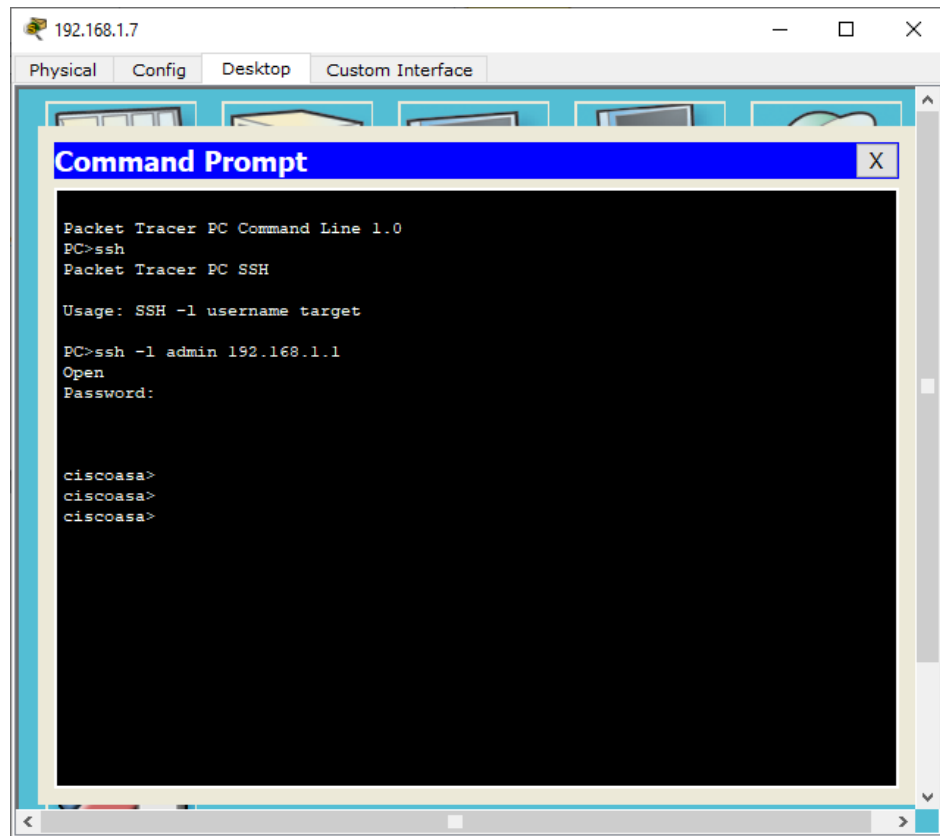 192.168.1.7
Physical Config Desktop Custom Interface
Command Prompt X
Packet Tracer PC Command Line 1.0
PC>ssh
Packet Tracer PC SSH
Usage: SSH -l username target
PC>ssh -l admin 192.168.1.1
Open
Password:
ciscoasa>
ciscoasa>
ciscoasa>